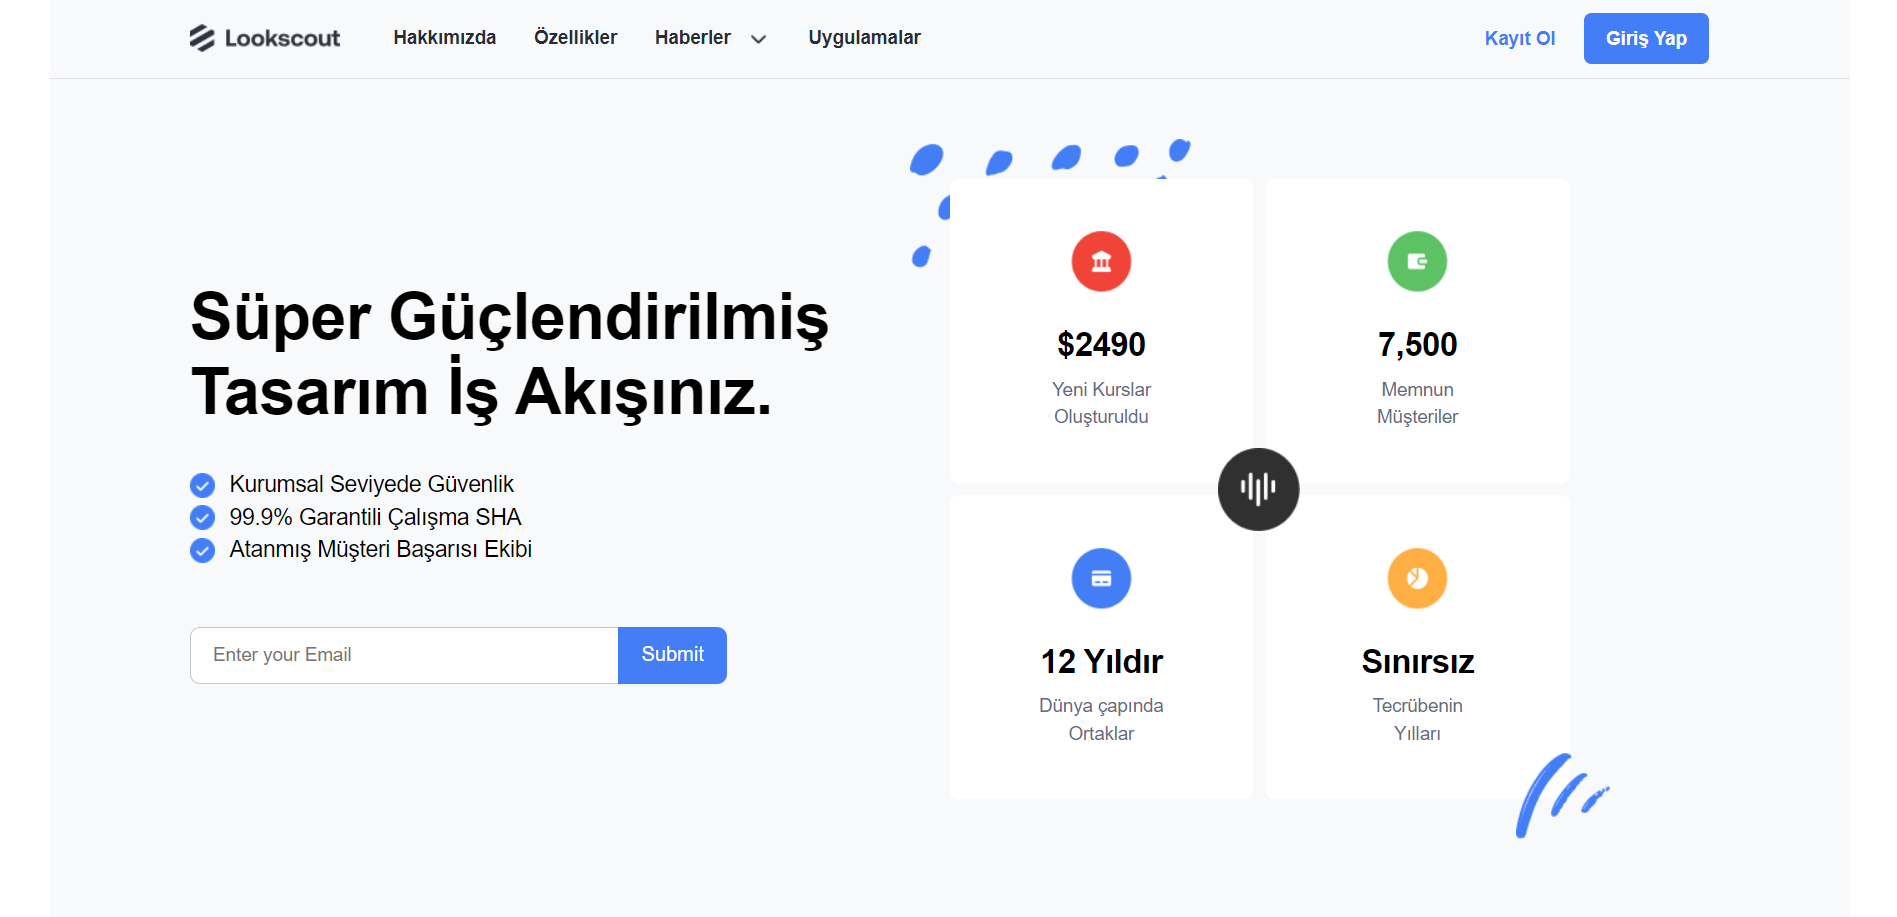 Lookscout
Hakkımızda
Özellikler
Haberler
Uygulamalar
Kayıt Ol
Giriş Yap
Süper Güçlendirilmiş
Tasarım İş Akışınız.
Kurumsal Seviyede Güvenlik
99.9% Garantili Çalışma SHA
Atanmış Müşteri Başarısı Ekibi
Enter your Email
Submit
$2490
Yeni Kurslar
Oluşturuldu
7,500
Memnun
Müşteriler
12 Yıldır
Dünya çapında
Ortaklar
Sınırsız
Tecrübenin
Yılları